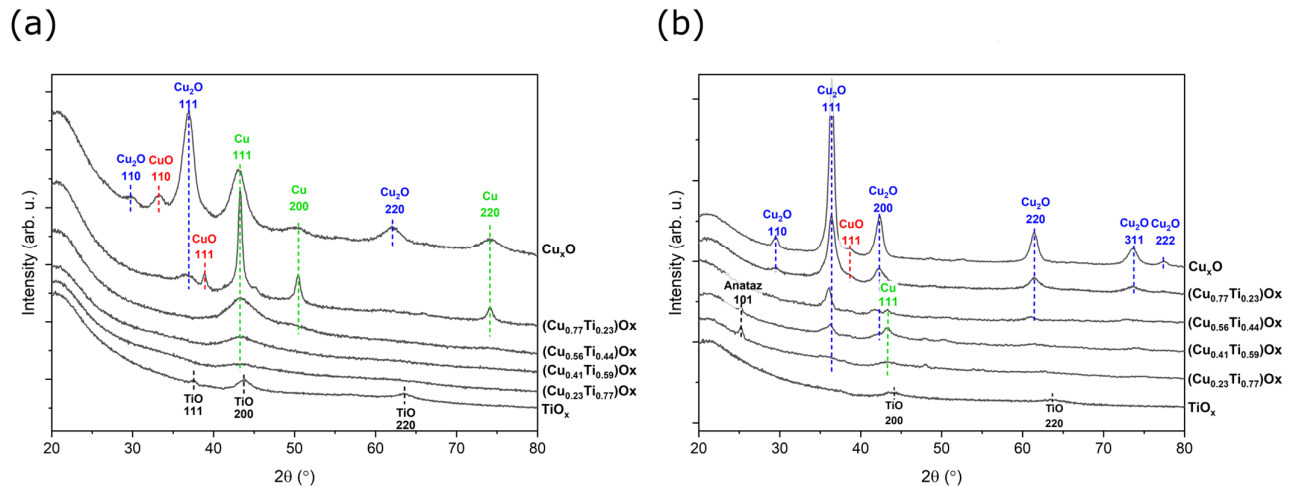 (a)
Intensity (arb. u.)
Cu₂O
111
Cu
111
Cu₂O
110
CuO
110
Cu
200
Cu₂O
220
Cu
220
CuO
111
CuₓO
(Cu₀.₇₇Ti₀.₂₃)Ox
(Cu₀.₅₆Ti₀.₄₄)Ox
(Cu₀.₄₁Ti₀.₅₉)Ox
(Cu₀.₂₃Ti₀.₇₇)Ox
TiOₓ
TiO
111
TiO
200
TiO
220
20 30 40 50 60 70 80
2θ (°)
(b)
Intensity (arb. u.)
Cu₂O
111
Cu₂O
110
Cu₂O
200
CuO
111
Cu₂O
220
Cu₂O
311
Cu₂O
222
Anataz
101
Cu
111
CuₓO
(Cu₀.₇₇Ti₀.₂₃)Ox
(Cu₀.₅₆Ti₀.₄₄)Ox
(Cu₀.₄₁Ti₀.₅₉)Ox
(Cu₀.₂₃Ti₀.₇₇)Ox
TiOₓ
TiO
200
TiO
220
20 30 40 50 60 70 80
2θ (°)